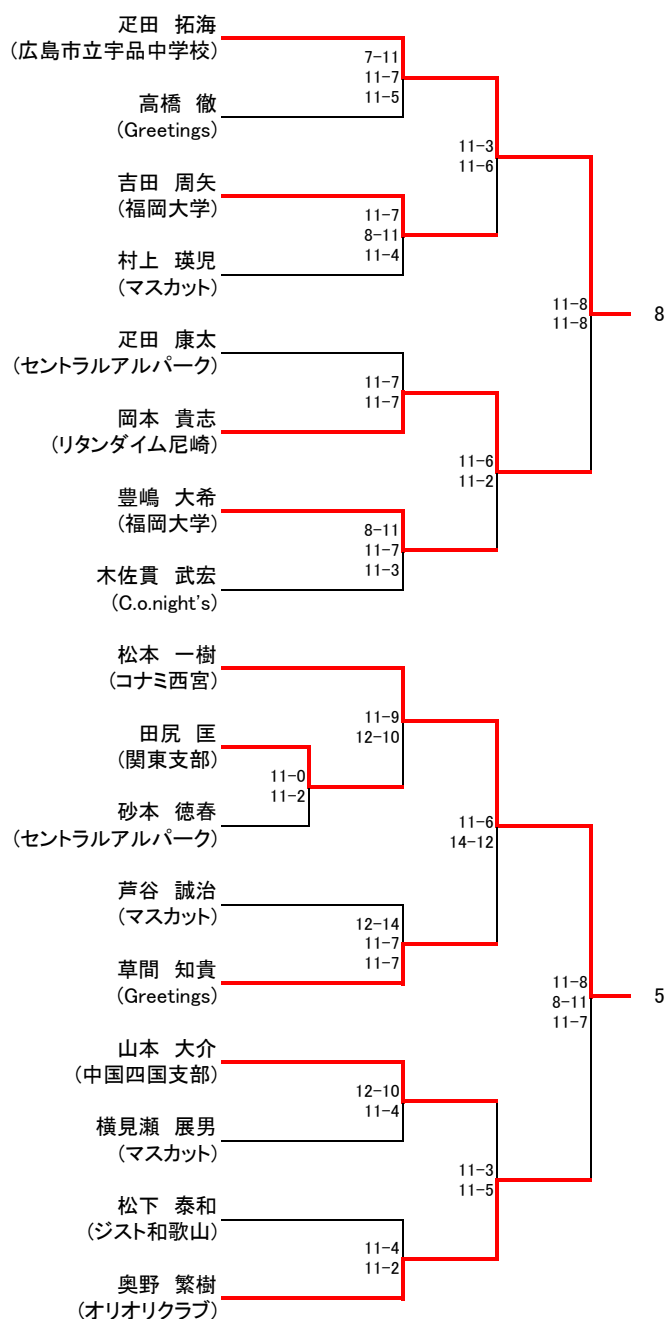 疋田 拓海
(広島市立宇品中学校)
7-11
11-7
11-5
高橋 徹
(Greetings)
11-3
11-6
吉田 周矢
(福岡大学)
11-7
8-11
11-4
村上 瑛児
(マスカット)
11-8
11-8
8
疋田 康太
(セントラルアルパーク)
11-7
11-7
岡本 貴志
(リタンダイム尼崎)
11-6
11-2
豊嶋 大希
(福岡大学)
8-11
11-7
11-3
木佐貫 武宏
(C.o.night's)
松本 一樹
(コナミ西宮)
11-9
12-10
田尻 匡
(関東支部)
11-0
11-2
砂本 徳春
(セントラルアルパーク)
11-6
14-12
芦谷 誠治
(マスカット)
12-14
11-7
11-7
草間 知貴
(Greetings)
11-8
8-11
11-7
5
山本 大介
(中国四国支部)
12-10
11-4
横見瀬 展男
(マスカット)
11-3
11-5
松下 泰和
(ジスト和歌山)
11-4
11-2
奥野 繁樹
(オリオリクラブ)